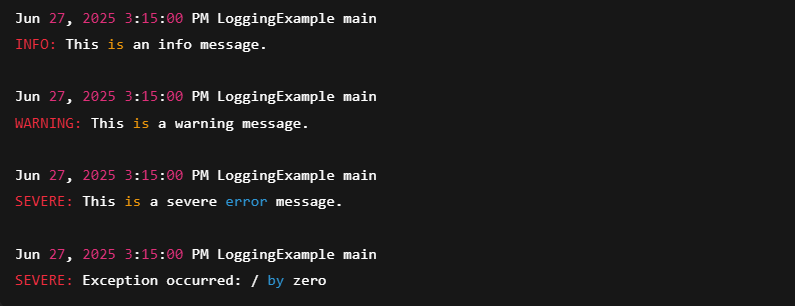 Jun 27, 2025 3:15:00 PM LoggingExample main
INFO: This is an info message.
Jun 27, 2025 3:15:00 PM LoggingExample main
WARNING: This is a warning message.
Jun 27, 2025 3:15:00 PM LoggingExample main
SEVERE: This is a severe error message.
Jun 27, 2025 3:15:00 PM LoggingExample main
SEVERE: Exception occurred: / by zero